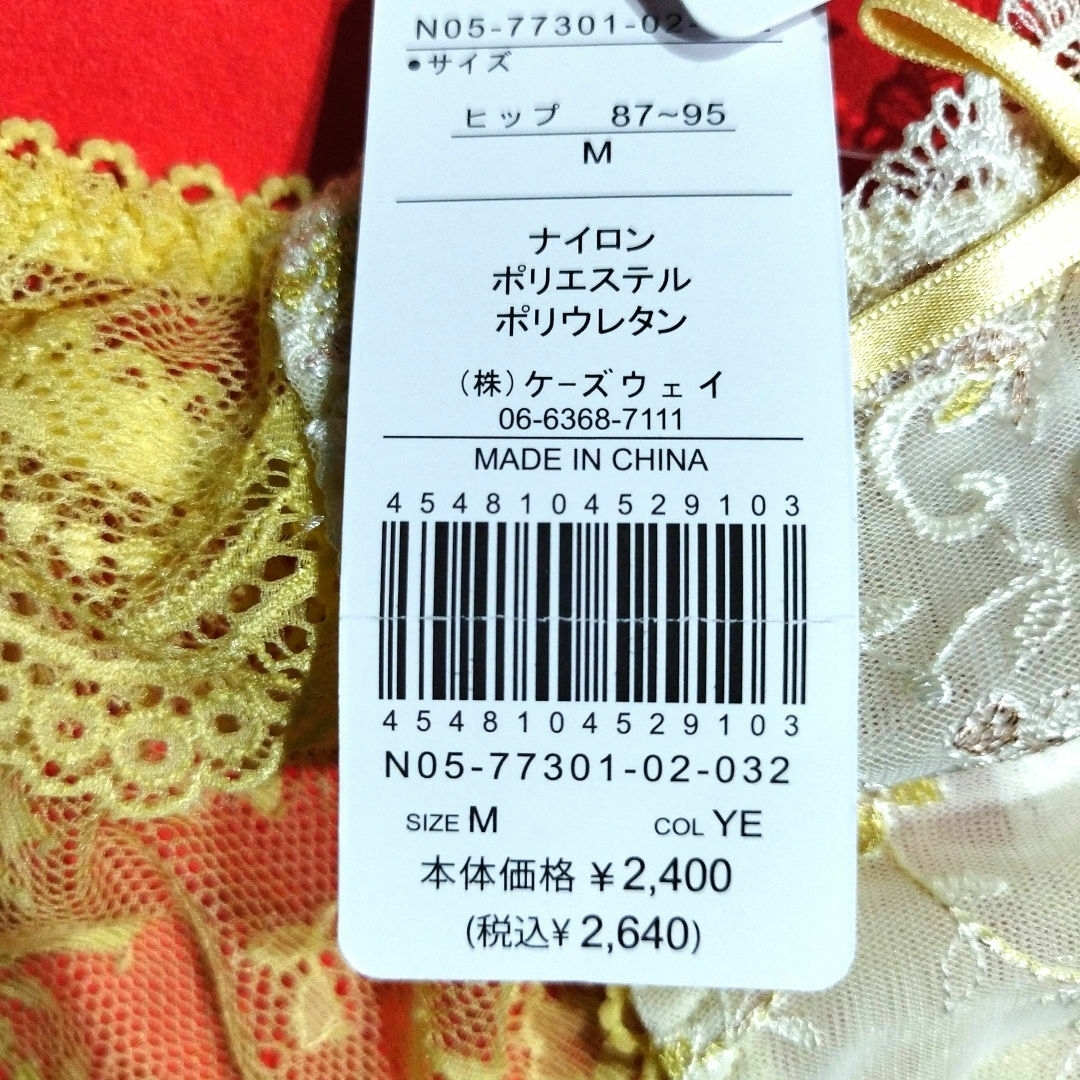 N05-77301-02-
•サイズ
ヒップ 87~95
M
ナイロン
ポリエステル
ポリウレタン
(株)ケーズウェイ
06-6368-7111
MADE IN CHINA
4548104529103
4548104529103
N05-77301-02-032
SIZE M COL YE
本体価格 ¥2,400
(税込¥ 2,640)